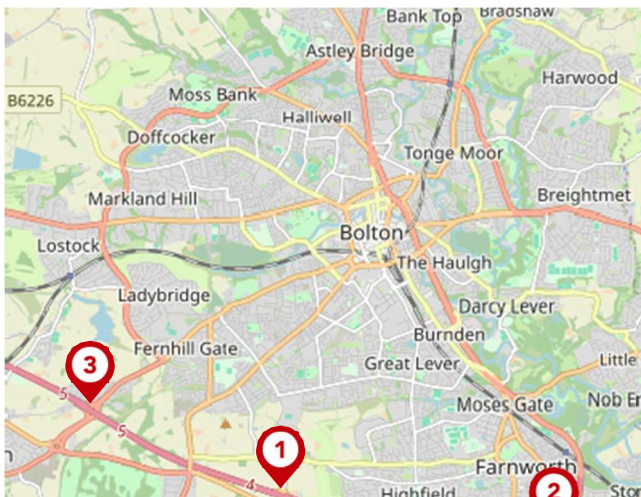 Bank Top
Bradshaw
Astley Bridge
Harwood
B6226
Moss Bank
Halliwell
Doffcocker
Tonge Moor
Markland Hill
Breightmet
Bolton
Lostock
The Haulgh
Ladybridge
Darcy Lever
Burnden
Fernhill Gate
Great Lever
Little
3
5
Nob En
Moses Gate
5
1
Farnworth
4
Highfield
2
Sto